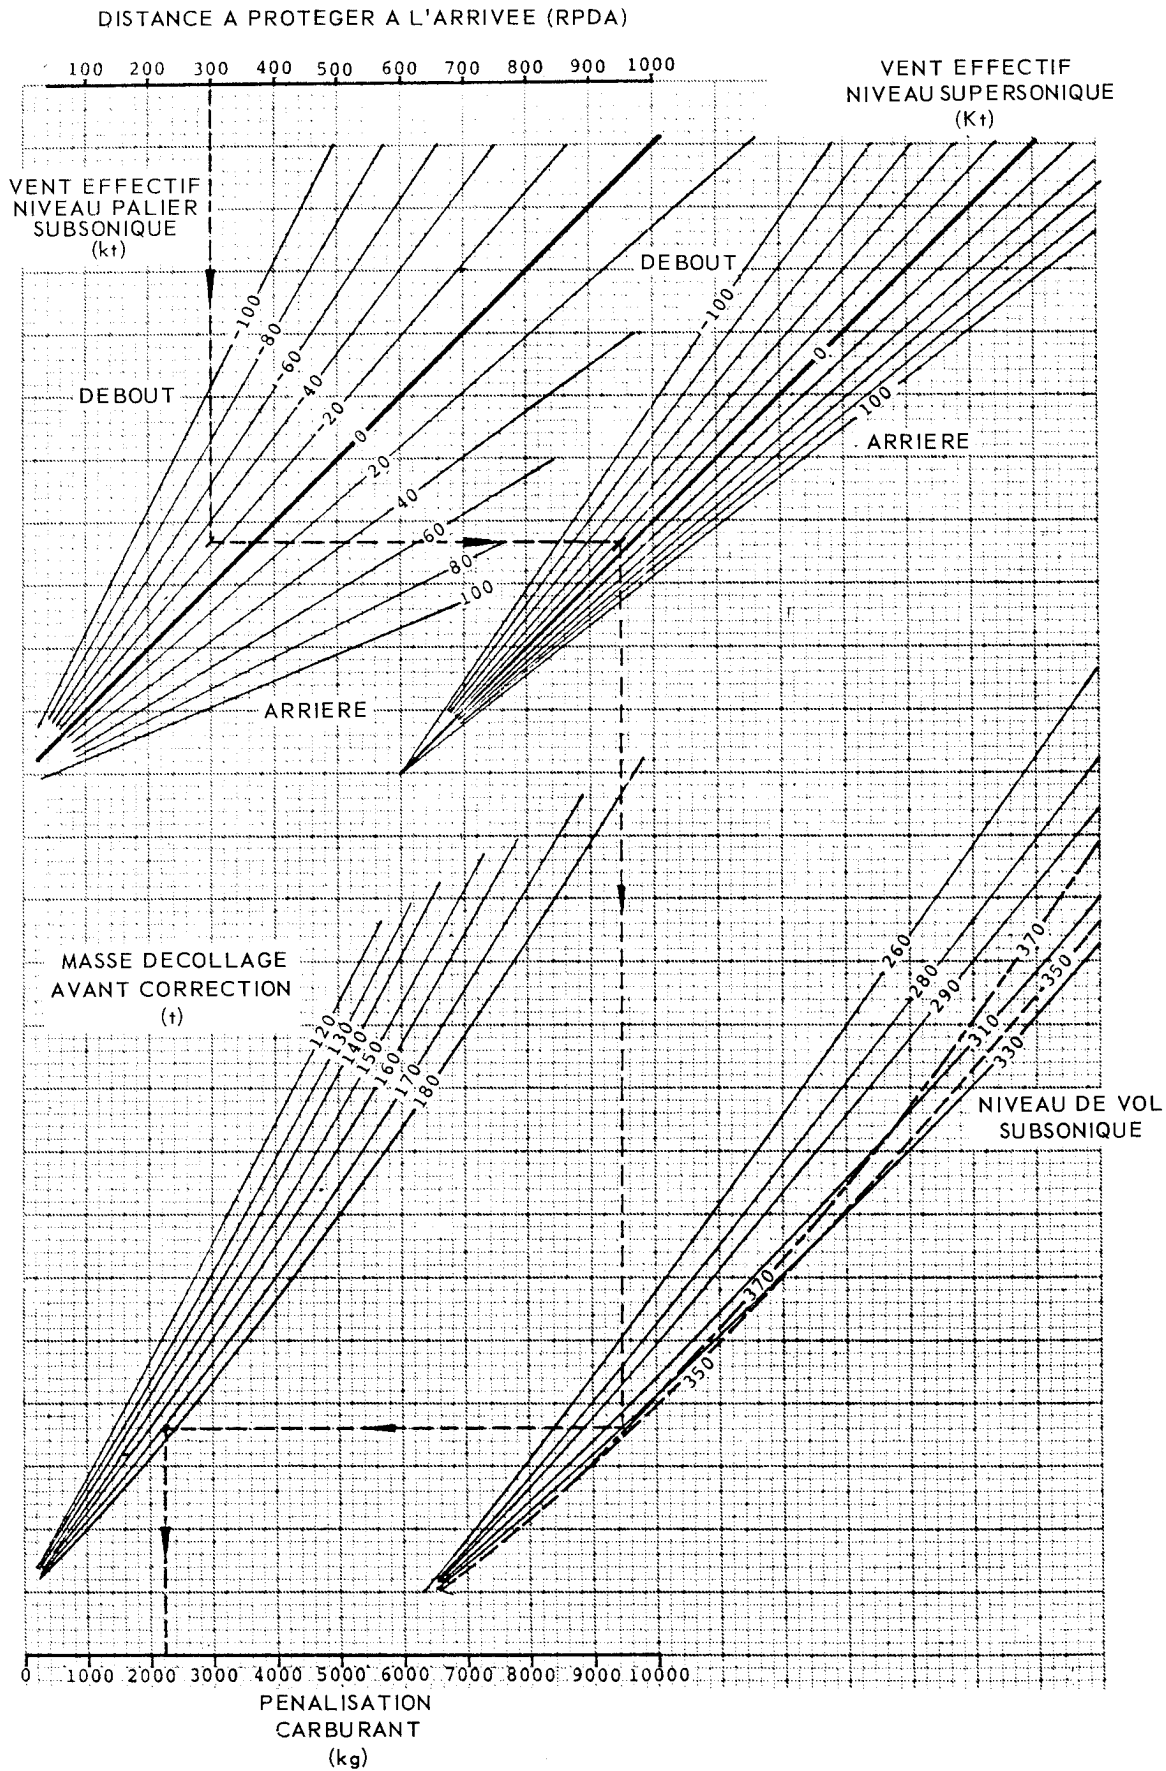 DISTANCE A PROTEGER A L'ARRIVEE (RPDA)
100 200 300 400 500 600 700 800 900 1000
VENT EFFECTIF
NIVEAU SUPERSONIQUE
(Kt)
VENT EFFECTIF
NIVEAU PALIER
SUBSONIQUE
(kt)
DEBOUT
-100
-80
-60
-40
-20
0
20
40
60
80
100
ARRIERE
DEBOUT
-100
0
100
ARRIERE
MASSE DECOLLAGE
AVANT CORRECTION
(t)
120
130
140
150
160
170
180
260
280
290
370
350
310
330
370
350
NIVEAU DE VOL
SUBSONIQUE
0 1000 2000 3000 4000 5000 6000 7000 8000 9000 10000
PENALISATION
CARBURANT
(kg)